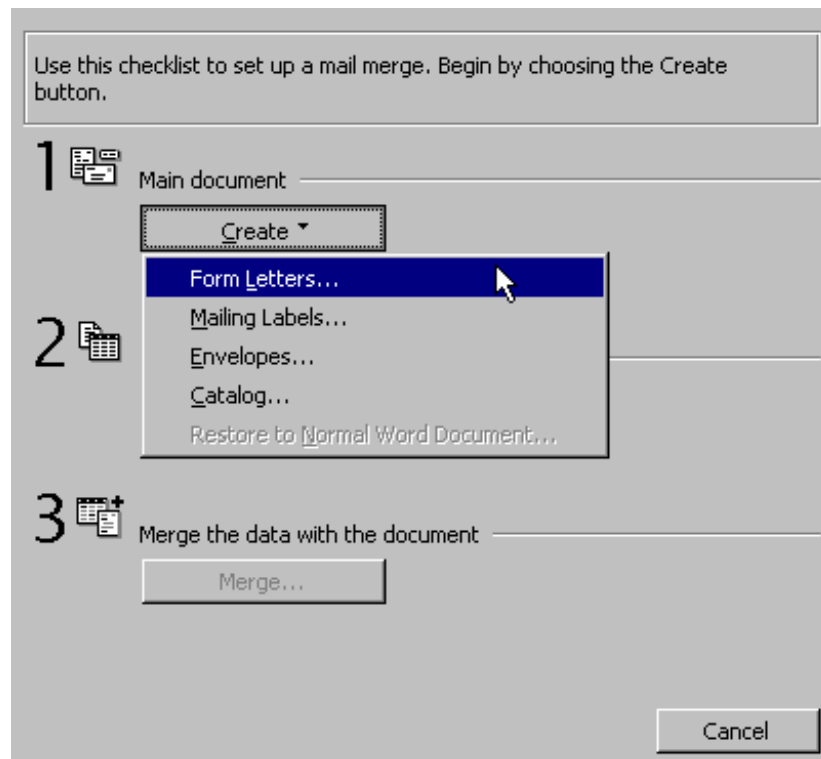 Use this checklist to set up a mail merge. Begin by choosing the Create
button.
1
Main document
Create
Form Letters...
Mailing Labels...
2
Envelopes...
Catalog...
Restore to Normal Word Document...
3
Merge the data with the document
Merge...
Cancel